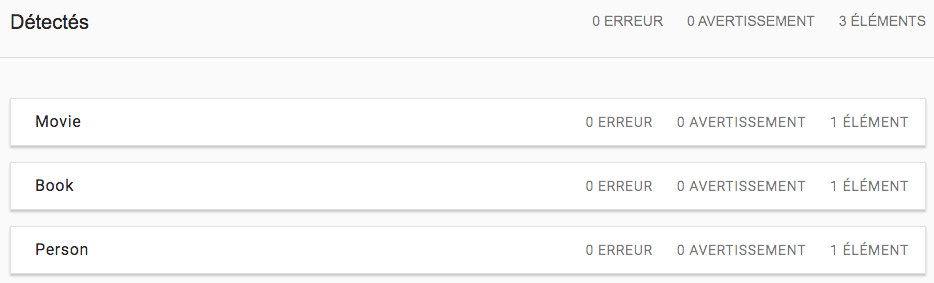 Détectés 0 ERREUR 0 AVERTISSEMENT 3 ÉLÉMENTS
Movie 0 ERREUR 0 AVERTISSEMENT 1 ÉLÉMENT
Book 0 ERREUR 0 AVERTISSEMENT 1 ÉLÉMENT
Person 0 ERREUR 0 AVERTISSEMENT 1 ÉLÉMENT